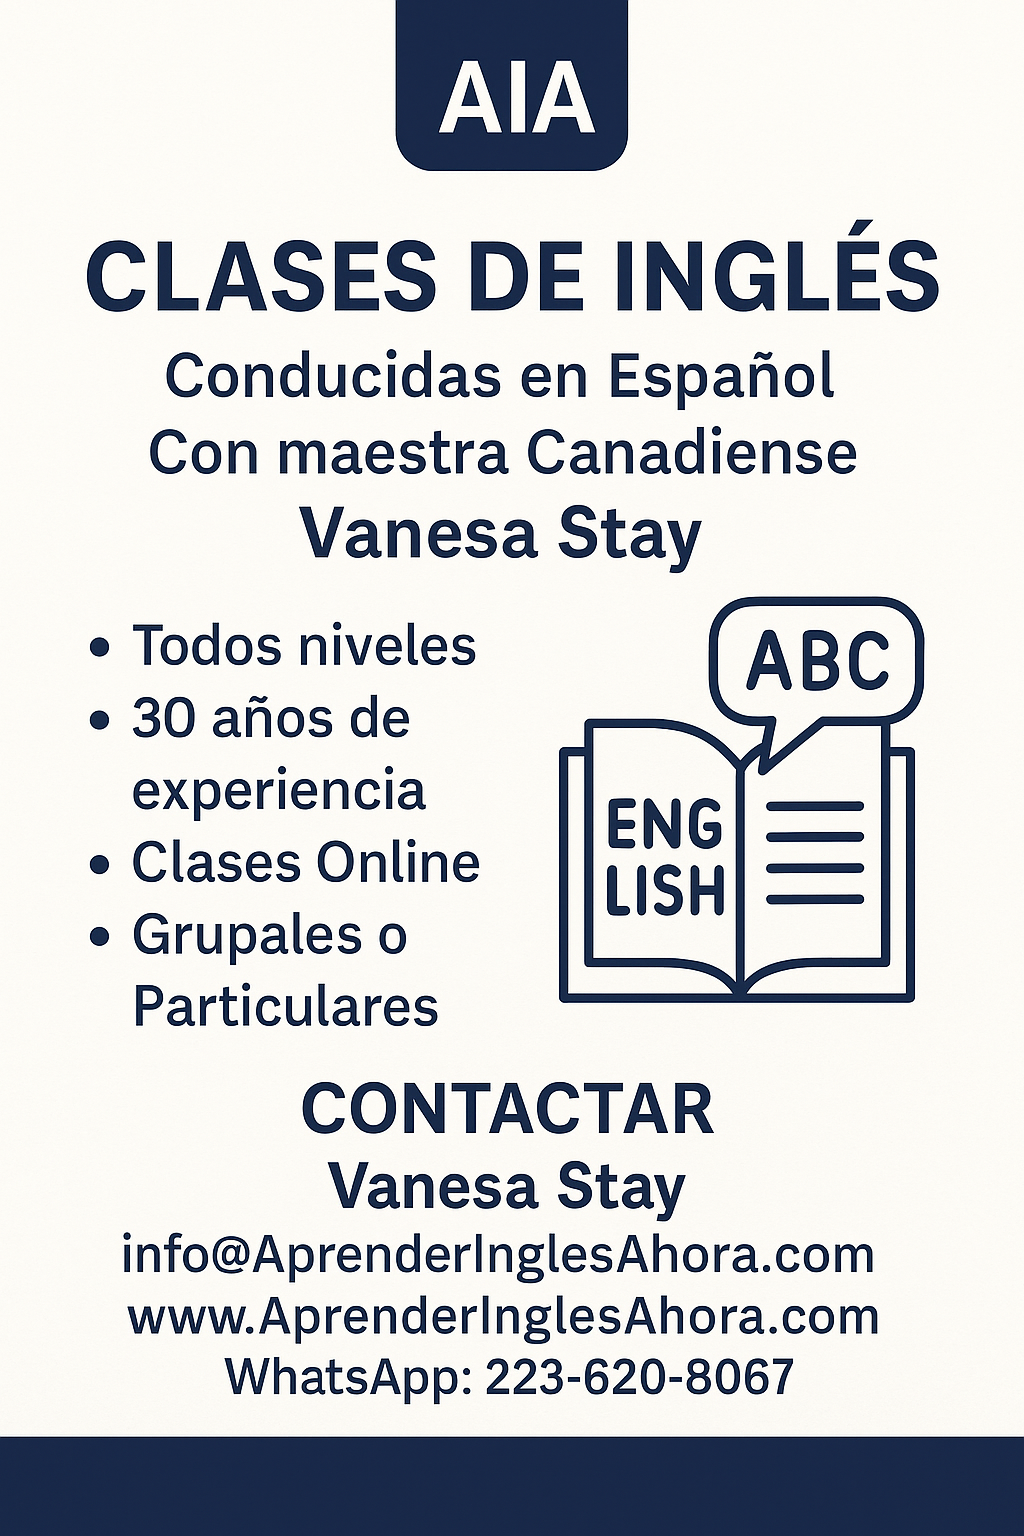 AIA
CLASES DE INGLÉS
Conducidas en Español
Con maestra Canadiense
Vanesa Stay
• Todos niveles
• 30 años de
experiencia
• Clases Online
• Grupales o
Particulares
ABC
ENG
LISH
CONTACTAR
Vanesa Stay
info@AprenderInglesAhora.com
www.AprenderInglesAhora.com
WhatsApp: 223-620-8067